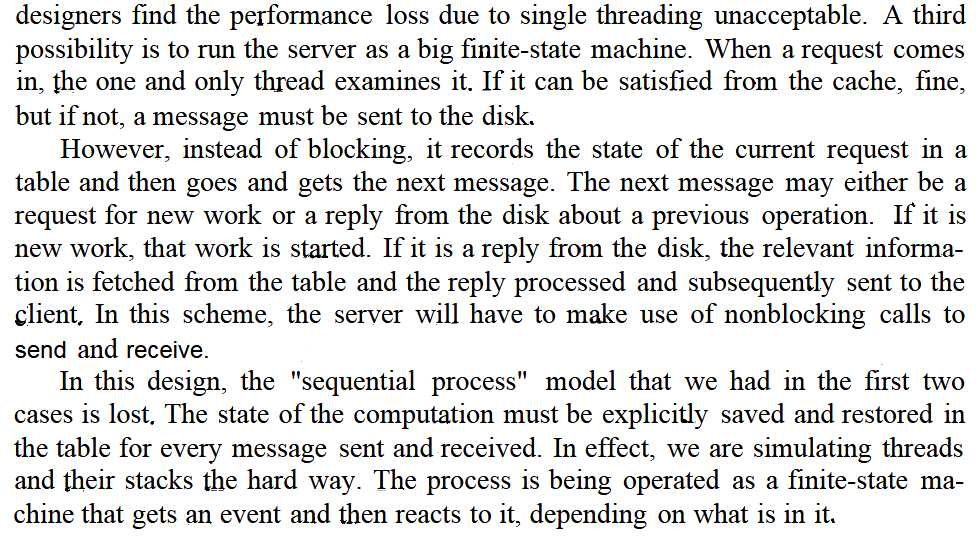 designers find the performance loss due to single threading unacceptable. A third
possibility is to run the server as a big finite-state machine. When a request comes
in, the one and only thread examines it. If it can be satisfied from the cache, fine,
but if not, a message must be sent to the disk.
However, instead of blocking, it records the state of the current request in a
table and then goes and gets the next message. The next message may either be a
request for new work or a reply from the disk about a previous operation. If it is
new work, that work is started. If it is a reply from the disk, the relevant informa-
tion is fetched from the table and the reply processed and subsequently sent to the
client. In this scheme, the server will have to make use of nonblocking calls to
send and receive.
In this design, the "sequential process" model that we had in the first two
cases is lost. The state of the computation must be explicitly saved and restored in
the table for every message sent and received. In effect, we are simulating threads
and their stacks the hard way. The process is being operated as a finite-state ma-
chine that gets an event and then reacts to it, depending on what is in it.